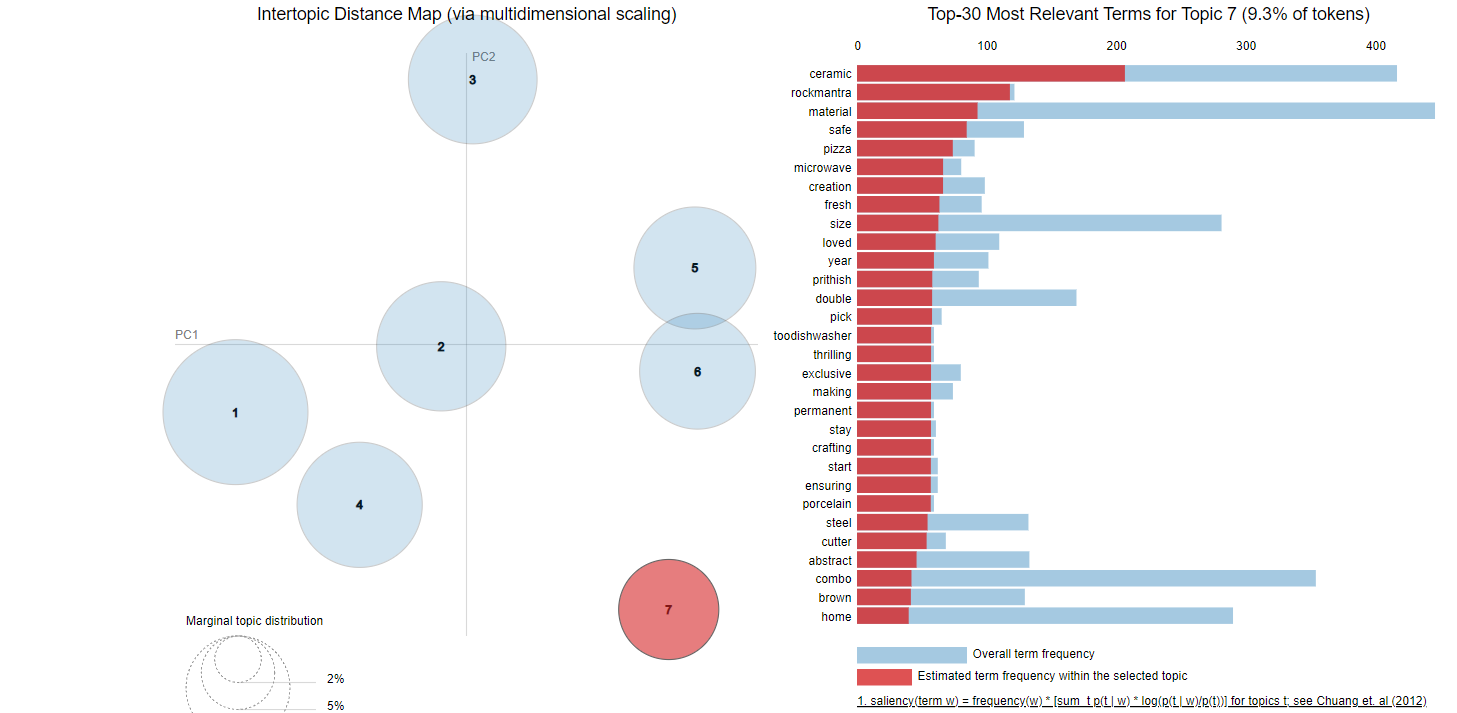 Intertopic Distance Map (via multidimensional scaling)
PC2
3
5
PC1
2
6
1
4
7
Marginal topic distribution
2%
5%
Top-30 Most Relevant Terms for Topic 7 (9.3% of tokens)
0 100 200 300 400
ceramic
rockmantra
material
safe
pizza
microwave
creation
fresh
size
loved
year
prithish
double
pick
toodishwasher
thrilling
exclusive
making
permanent
stay
crafting
start
ensuring
porcelain
steel
cutter
abstract
combo
brown
home
Overall term frequency
Estimated term frequency within the selected topic
1. saliency(term w) = frequency(w) * [sum_t p(t | w) * log(p(t | w)/p(t))] for topics t; see Chuang et. al (2012)